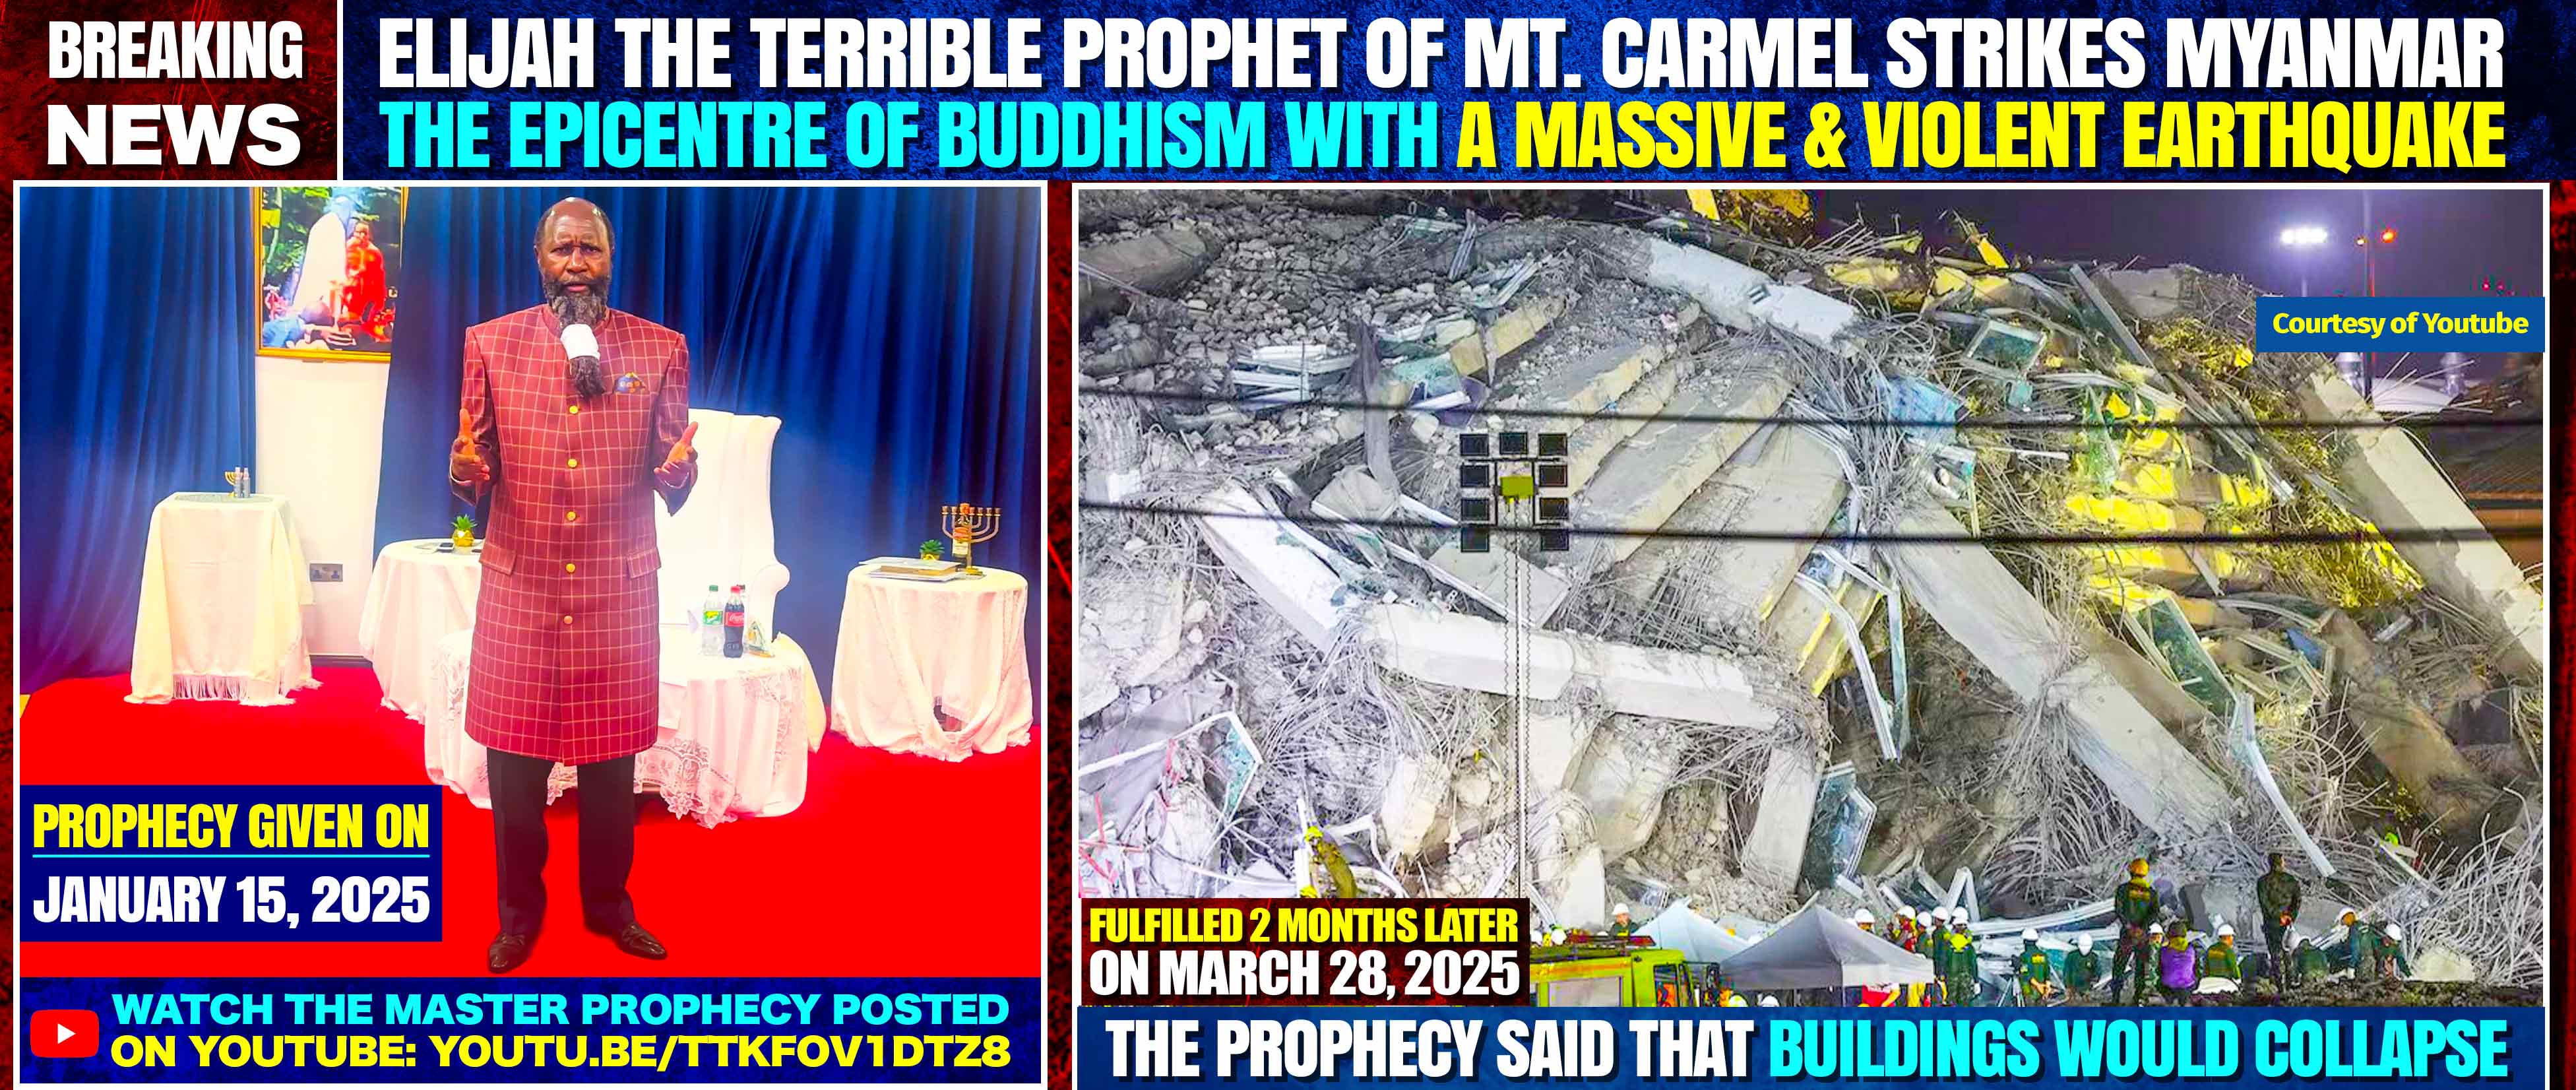 BREAKING
NEWS
ELIJAH THE TERRIBLE PROPHET OF MT. CARMEL STRIKES MYANMAR
THE EPICENTRE OF BUDDHISM WITH A MASSIVE & VIOLENT EARTHQUAKE
Courtesy of Youtube
PROPHECY GIVEN ON
JANUARY 15, 2025
WATCH THE MASTER PROPHECY POSTED
ON YOUTUBE: YOUTU.BE/TTKFOV1DTZ8
FULFILLED 2 MONTHS LATER
ON MARCH 28, 2025
THE PROPHECY SAID THAT BUILDINGS WOULD COLLAPSE